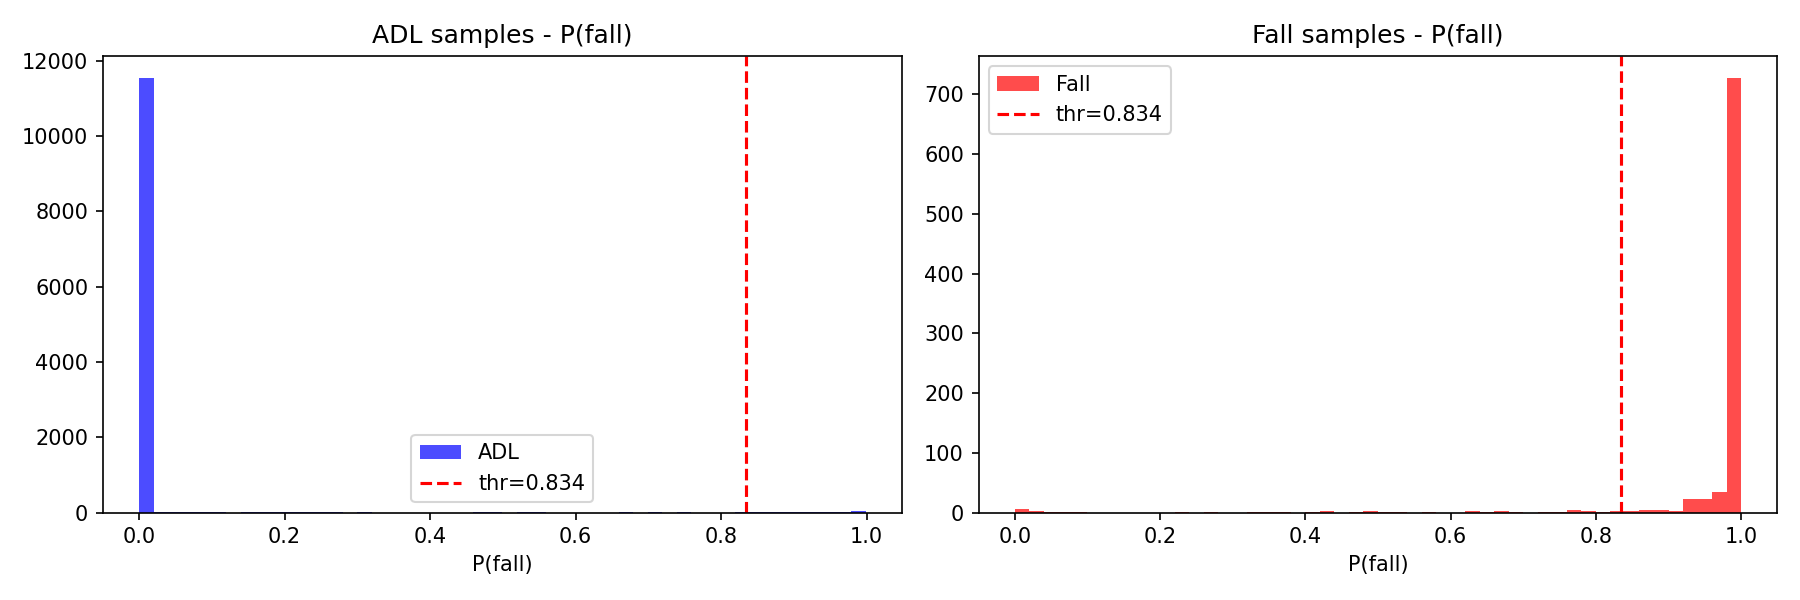 ADL samples - P(fall)
12000
10000
8000
6000
4000
2000
0
ADL
thr=0.834
0.0 0.2 0.4 0.6 0.8 1.0
P(fall)
Fall samples - P(fall)
Fall
thr=0.834
700
600
500
400
300
200
100
0
0.0 0.2 0.4 0.6 0.8 1.0
P(fall)